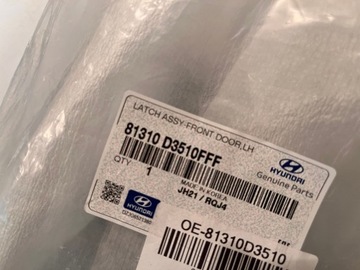 LATCH ASSY-FRONT DOOR,LH
81310 D3510FFF
QTY 1
MADE IN KOREA
JH21 / RQJ4
HYUNDAI
Genuine Parts
HYUNDAI
OE-81310D3510